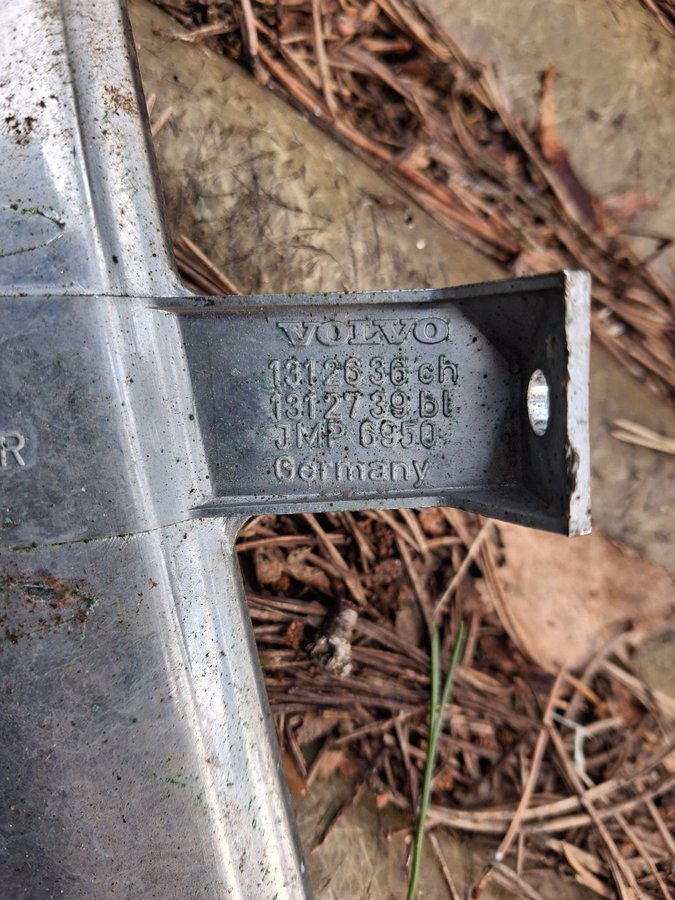 VOLVO
1312636 ch
1312739 bl
JMP 6950
Germany
R